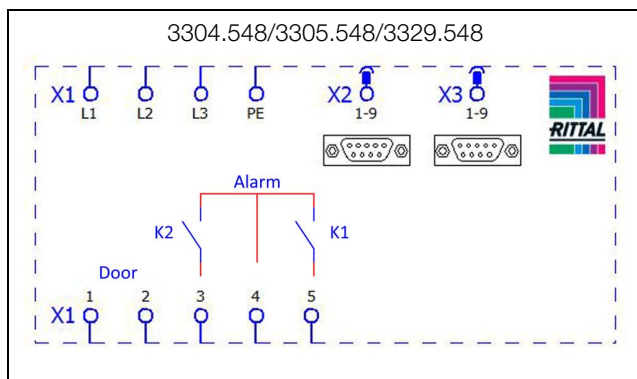 3304.548/3305.548/3329.548
X1 L1 L2 L3 PE X2 1-9 X3 1-9
RITTAL
Alarm
K2 K1
Door
X1 1 2 3 4 5